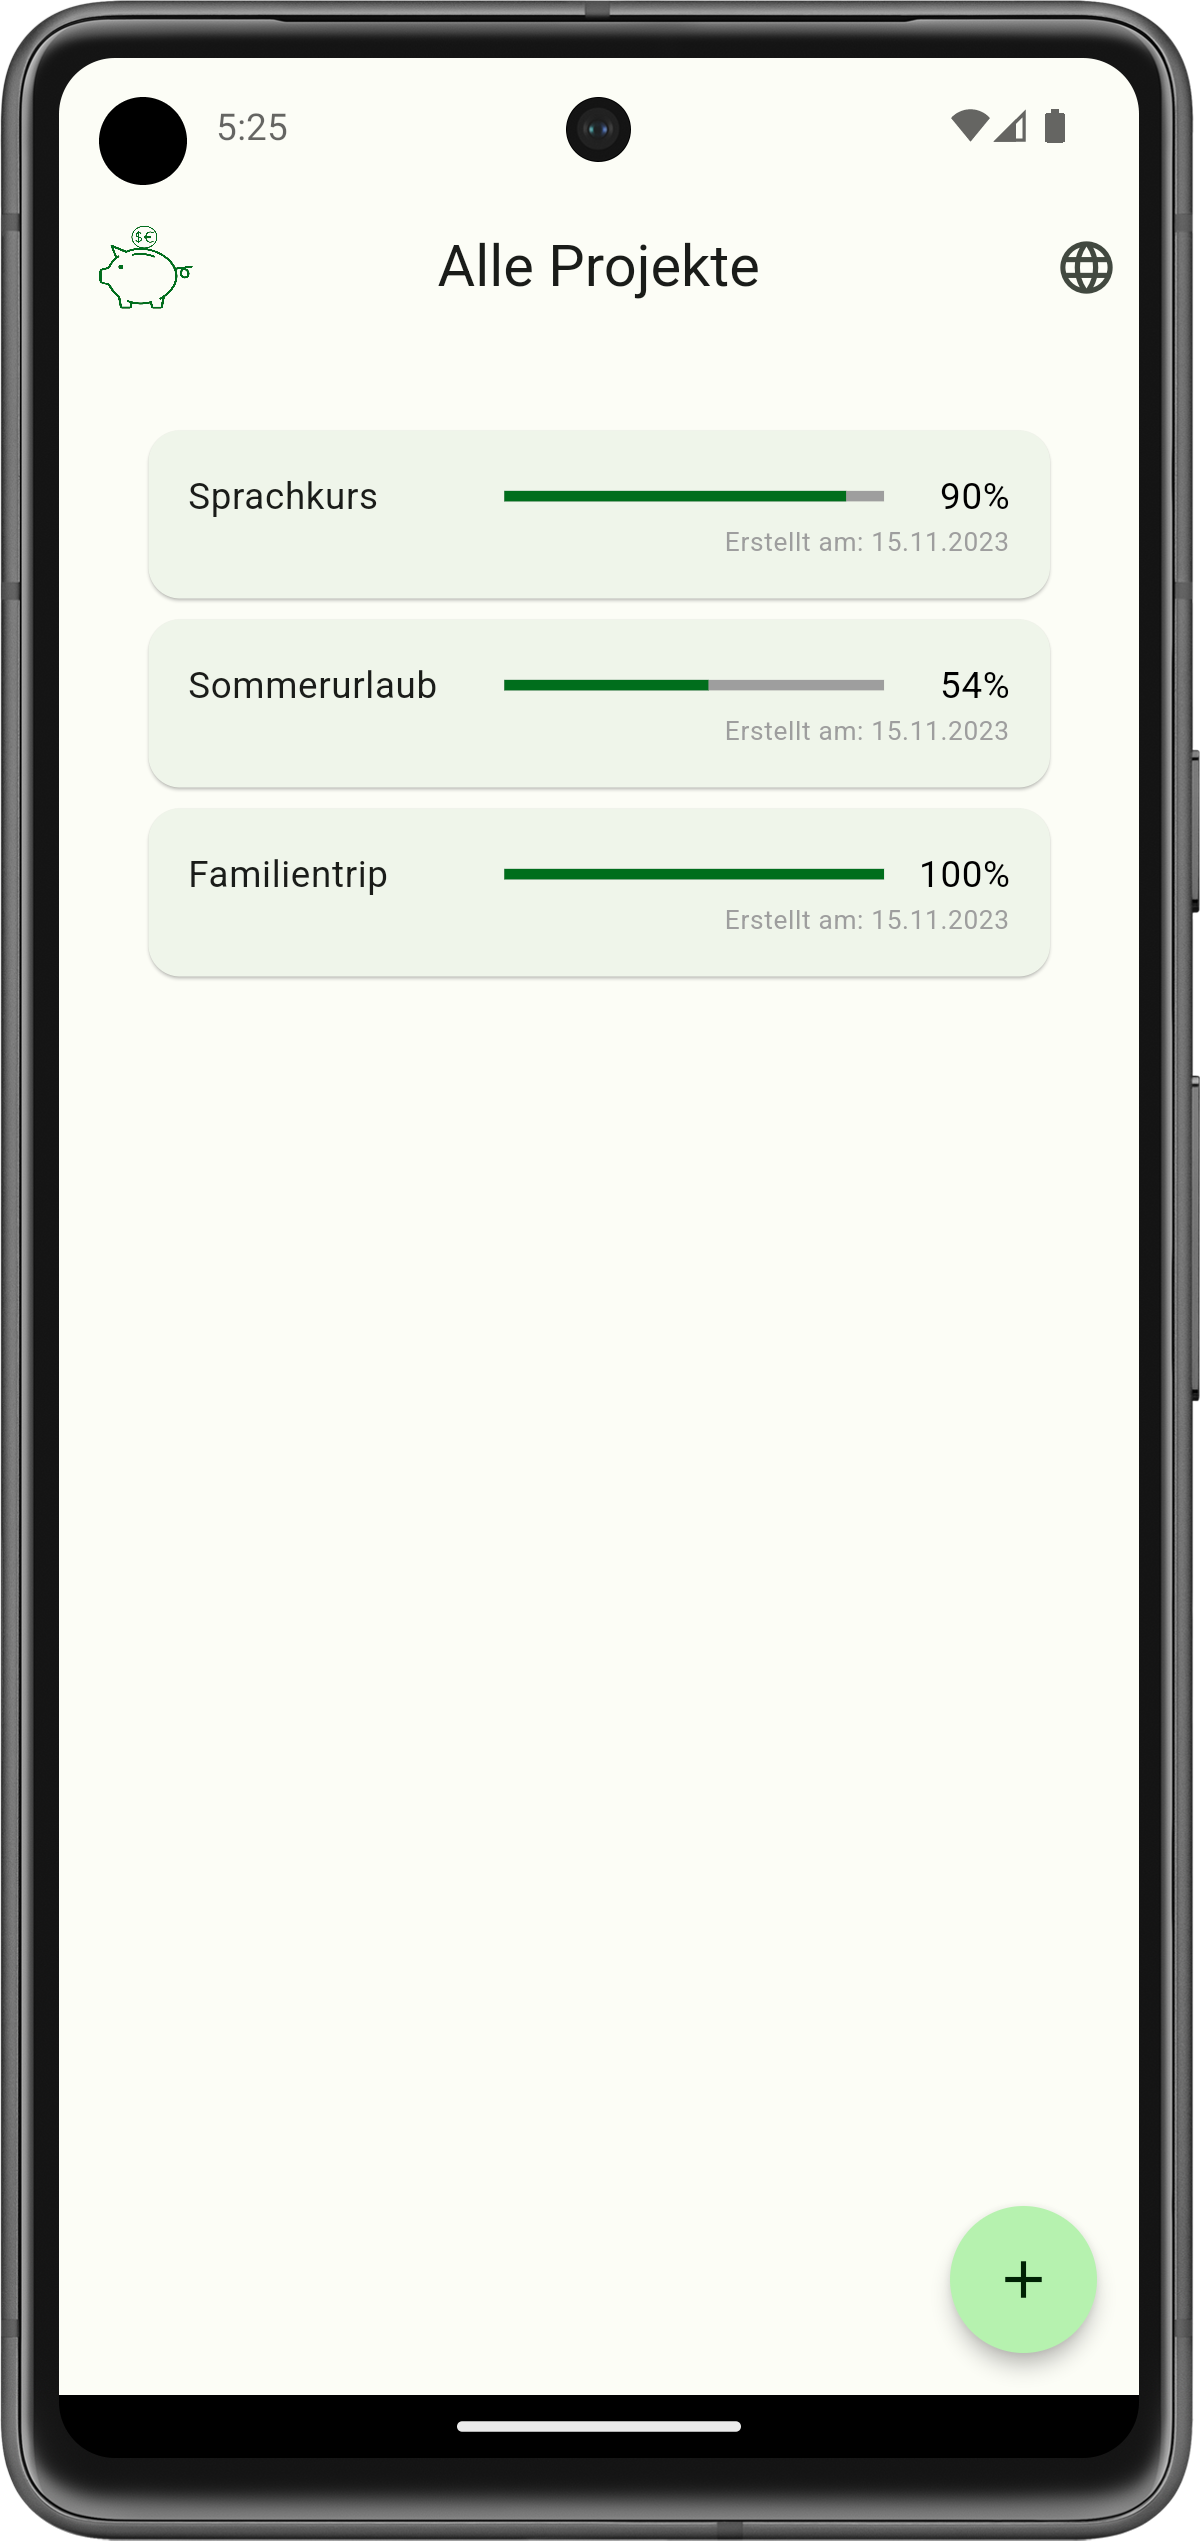 5:25
$€
Alle Projekte
Sprachkurs 90%
Erstellt am: 15.11.2023
Sommerurlaub 54%
Erstellt am: 15.11.2023
Familientrip 100%
Erstellt am: 15.11.2023
+